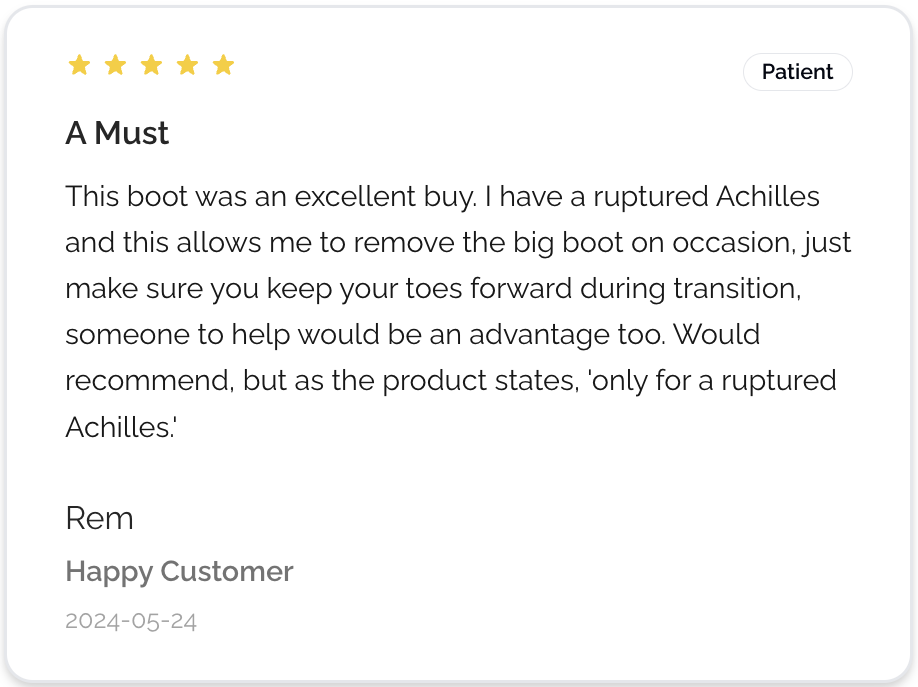 Patient
A Must
This boot was an excellent buy. I have a ruptured Achilles
and this allows me to remove the big boot on occasion, just
make sure you keep your toes forward during transition,
someone to help would be an advantage too. Would
recommend, but as the product states, 'only for a ruptured
Achilles.'
Rem
Happy Customer
2024-05-24